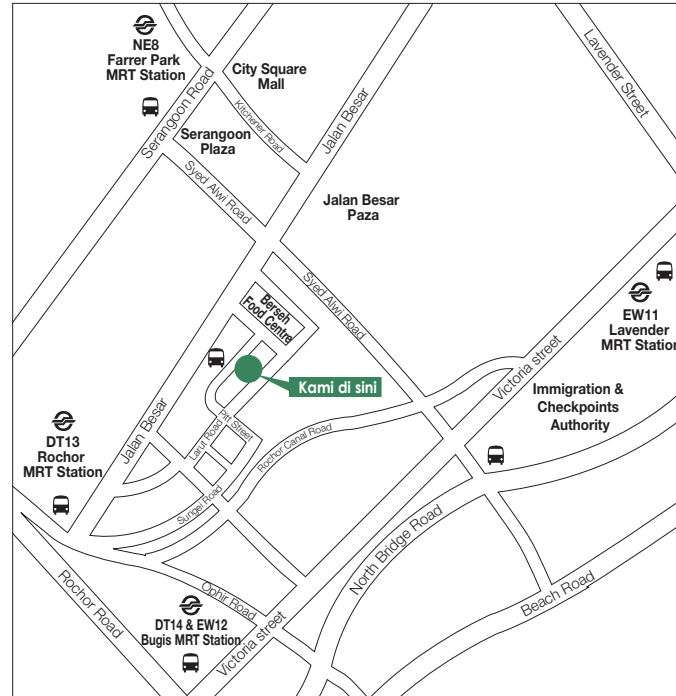 NE8
Farrer Park
MRT Station
City Square
Mall
Lavender Street
Serangoon Road
Kitchener Road
Jalan Besar
Serangoon
Plaza
Syed Alwi Road
Jalan Besar
Paza
Syed Alwi Road
Berseh
Food Centre
EW11
Lavender
MRT Station
Kami di sini
Victoria street
Immigration &
Checkpoints
Authority
Jalan Besar
Pitt Street
Larut Road
Rochor Canal Road
DT13
Rochor
MRT Station
Sungei Road
North Bridge Road
Beach Road
Rochor Road
Ophir Road
DT14 & EW12
Bugis MRT Station
Victoria street